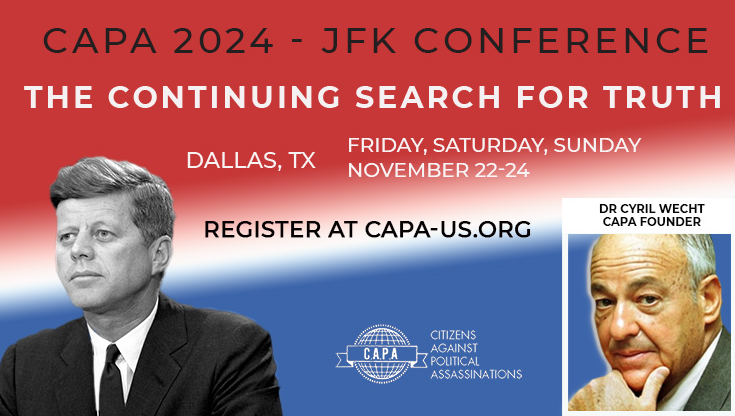 CAPA 2024 - JFK CONFERENCE
THE CONTINUING SEARCH FOR TRUTH
DALLAS, TX
FRIDAY, SATURDAY, SUNDAY
NOVEMBER 22-24
REGISTER AT CAPA-US.ORG
DR CYRIL WECHT
CAPA FOUNDER
CAPA
CITIZENS
AGAINST
POLITICAL
ASSASSINATIONS